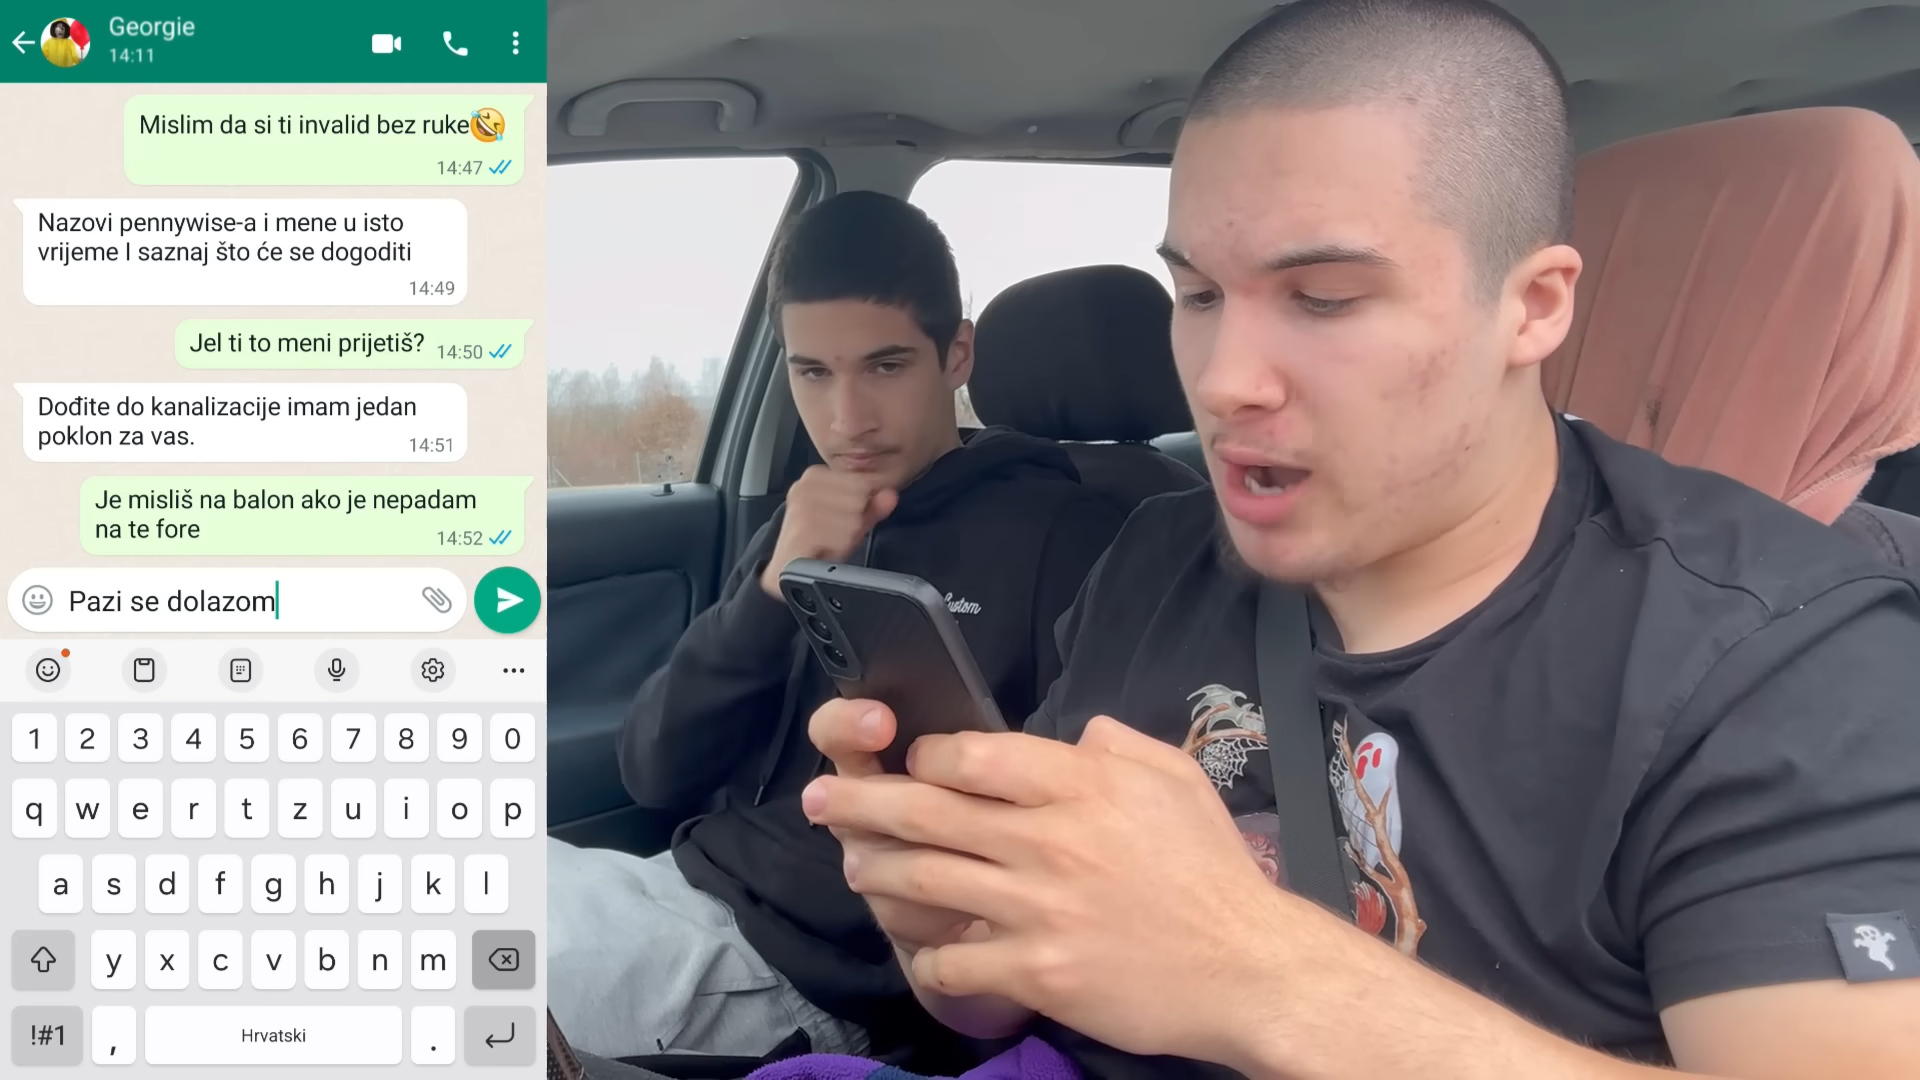 Georgie
14:11
Mislim da si ti invalid bez ruke🤣
14:47
Nazovi pennywise-a i mene u isto
vrijeme I saznaj što će se dogoditi
14:49
Jel ti to meni prijetiš?
14:50
Dođite do kanalizacije imam jedan
poklon za vas.
14:51
Je misliš na balon ako je nepadam
na te fore
14:52
Pazi se dolazom
1 2 3 4 5 6 7 8 9 0
q w e r t z u i o p
a s d f g h j k l
y x c v b n m
!#1 , Hrvatski .
Custom